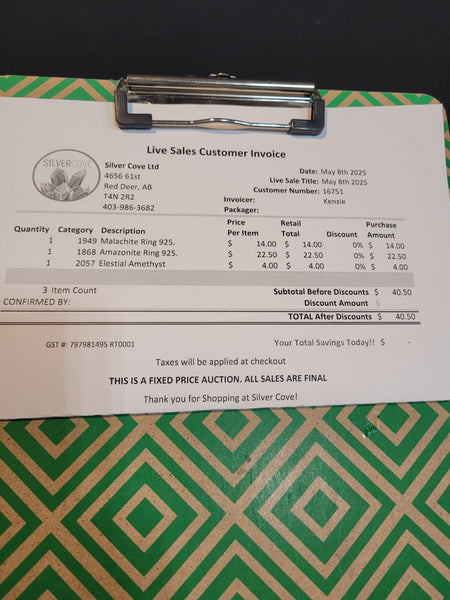 Live Sales Customer Invoice
SILVERCOVE
Silver Cove Ltd
4656 61st
Red Deer, AB
T4N 2R2
403-986-3682
Date: May 8th 2025
Live Sale Title: May 8th 2025
Customer Number: 16751
Invoicer: Kenzie
Packager:
Quantity Category Description Price Per Item Retail Total Discount Purchase Amount
1 1949 Malachite Ring 925. $ 14.00 $ 14.00 0% $ 14.00
1 1868 Amazonite Ring 925. $ 22.50 $ 22.50 0% $ 22.50
1 2057 Elestial Amethyst $ 4.00 $ 4.00 0% $ 4.00
3 Item Count Subtotal Before Discounts $ 40.50
CONFIRMED BY: Discount Amount $ -
TOTAL After Discounts $ 40.50
GST #: 797981495 RT0001 Your Total Savings Today!! $ -
Taxes will be applied at checkout
THIS IS A FIXED PRICE AUCTION. ALL SALES ARE FINAL
Thank you for Shopping at Silver Cove!